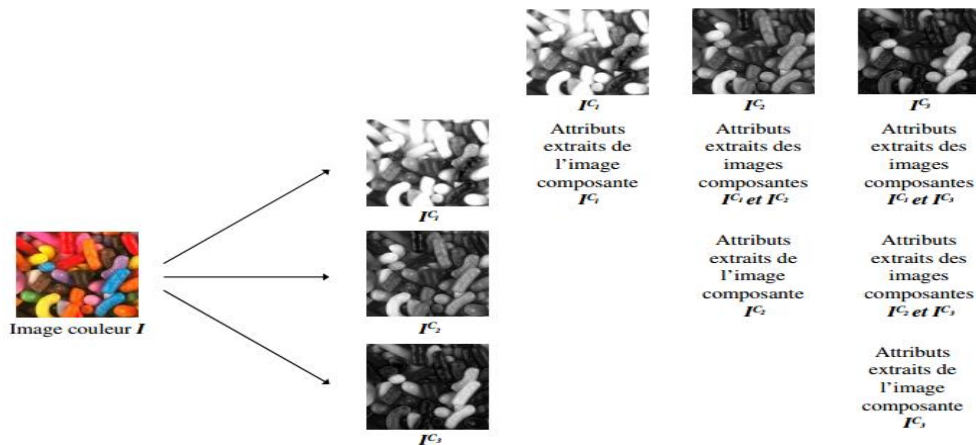 I^C₁
I^C₂
I^C₃
Attributs
extraits de
l'image
composante
I^C₁
Attributs
extraits des
images
composantes
I^C₁ et I^C₂
Attributs
extraits des
images
composantes
I^C₁ et I^C₃
I^C₁
Attributs
extraits de
l'image
composante
I^C₂
Attributs
extraits des
images
composantes
I^C₂ et I^C₃
Image couleur I
I^C₂
Attributs
extraits de
l'image
composante
I^C₃
I^C₃